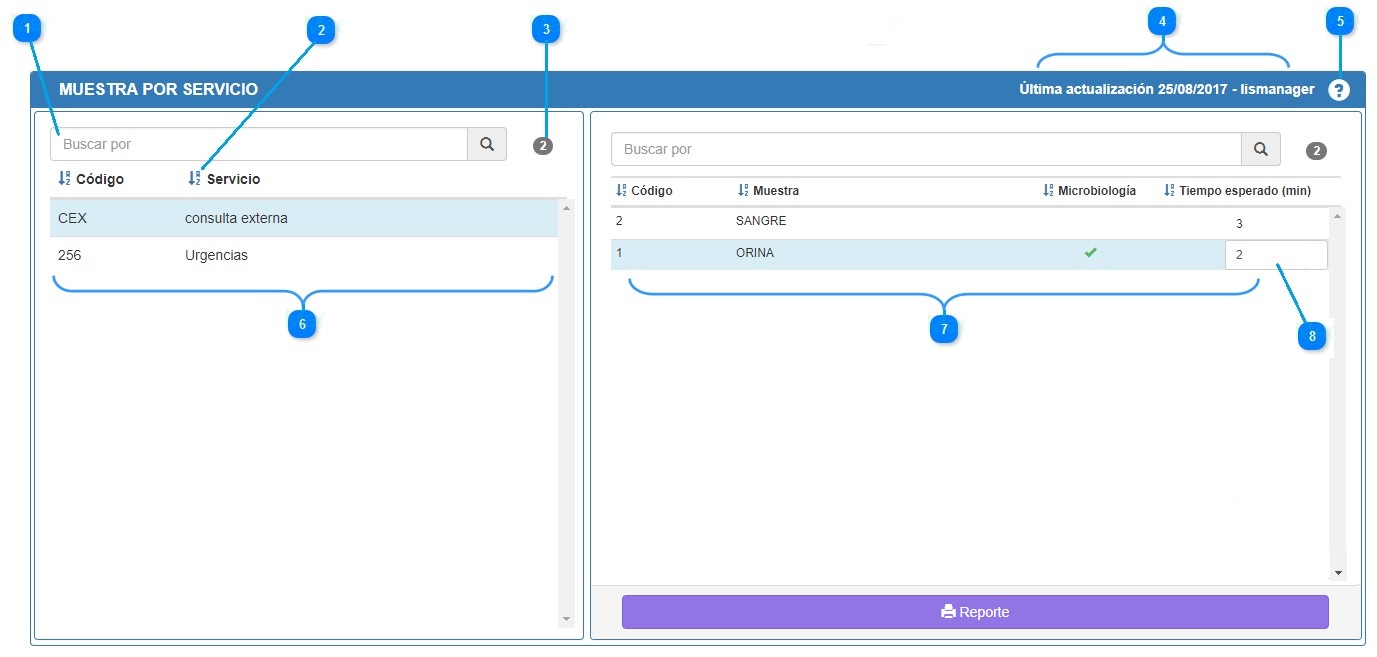 1
2
3
4
5
MUESTRA POR SERVICIO
Última actualización 25/08/2017 - lismanager
?
Buscar por
2
Código
Servicio
CEX
consulta externa
256
Urgencias
6
Buscar por
2
Código
Muestra
Microbiología
Tiempo esperado (min)
2
SANGRE
3
1
ORINA
2
7
8
Reporte